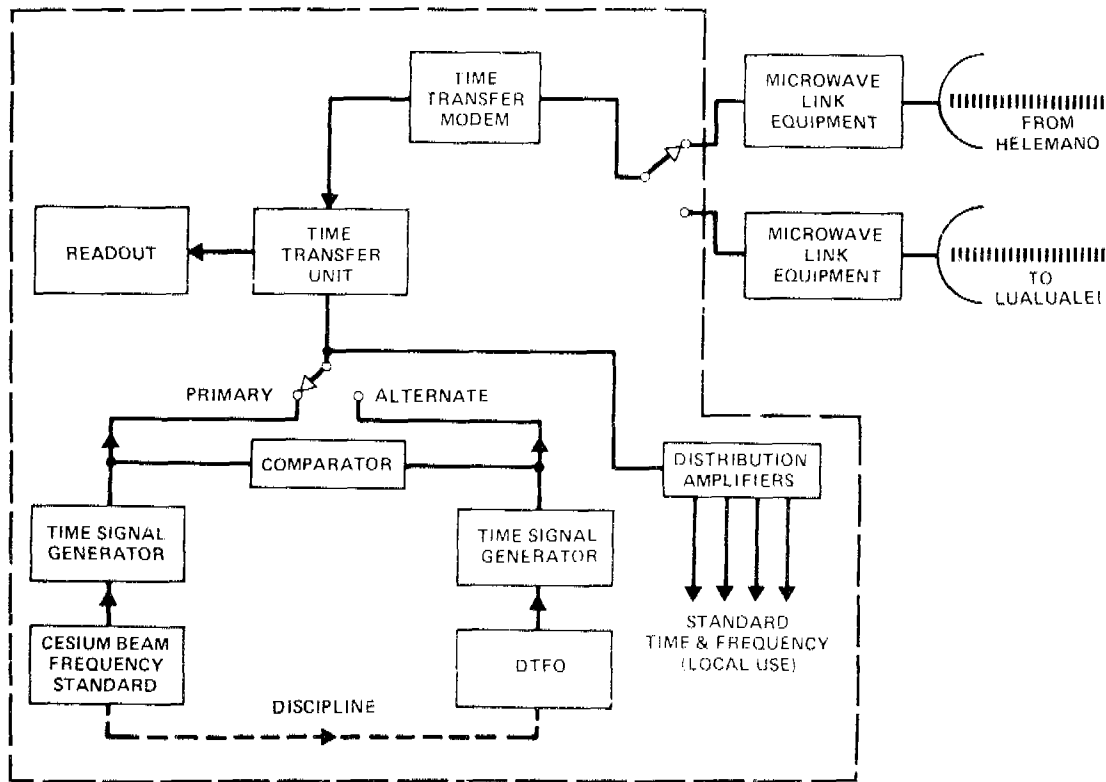 TIME
TRANSFER
MODEM
MICROWAVE
LINK
EQUIPMENT
FROM
HELEMANO
READOUT
TIME
TRANSFER
UNIT
MICROWAVE
LINK
EQUIPMENT
TO
LUALUALEI
PRIMARY
ALTERNATE
COMPARATOR
DISTRIBUTION
AMPLIFIERS
TIME SIGNAL
GENERATOR
TIME SIGNAL
GENERATOR
STANDARD
TIME & FREQUENCY
(LOCAL USE)
CESIUM BEAM
FREQUENCY
STANDARD
DTFO
DISCIPLINE